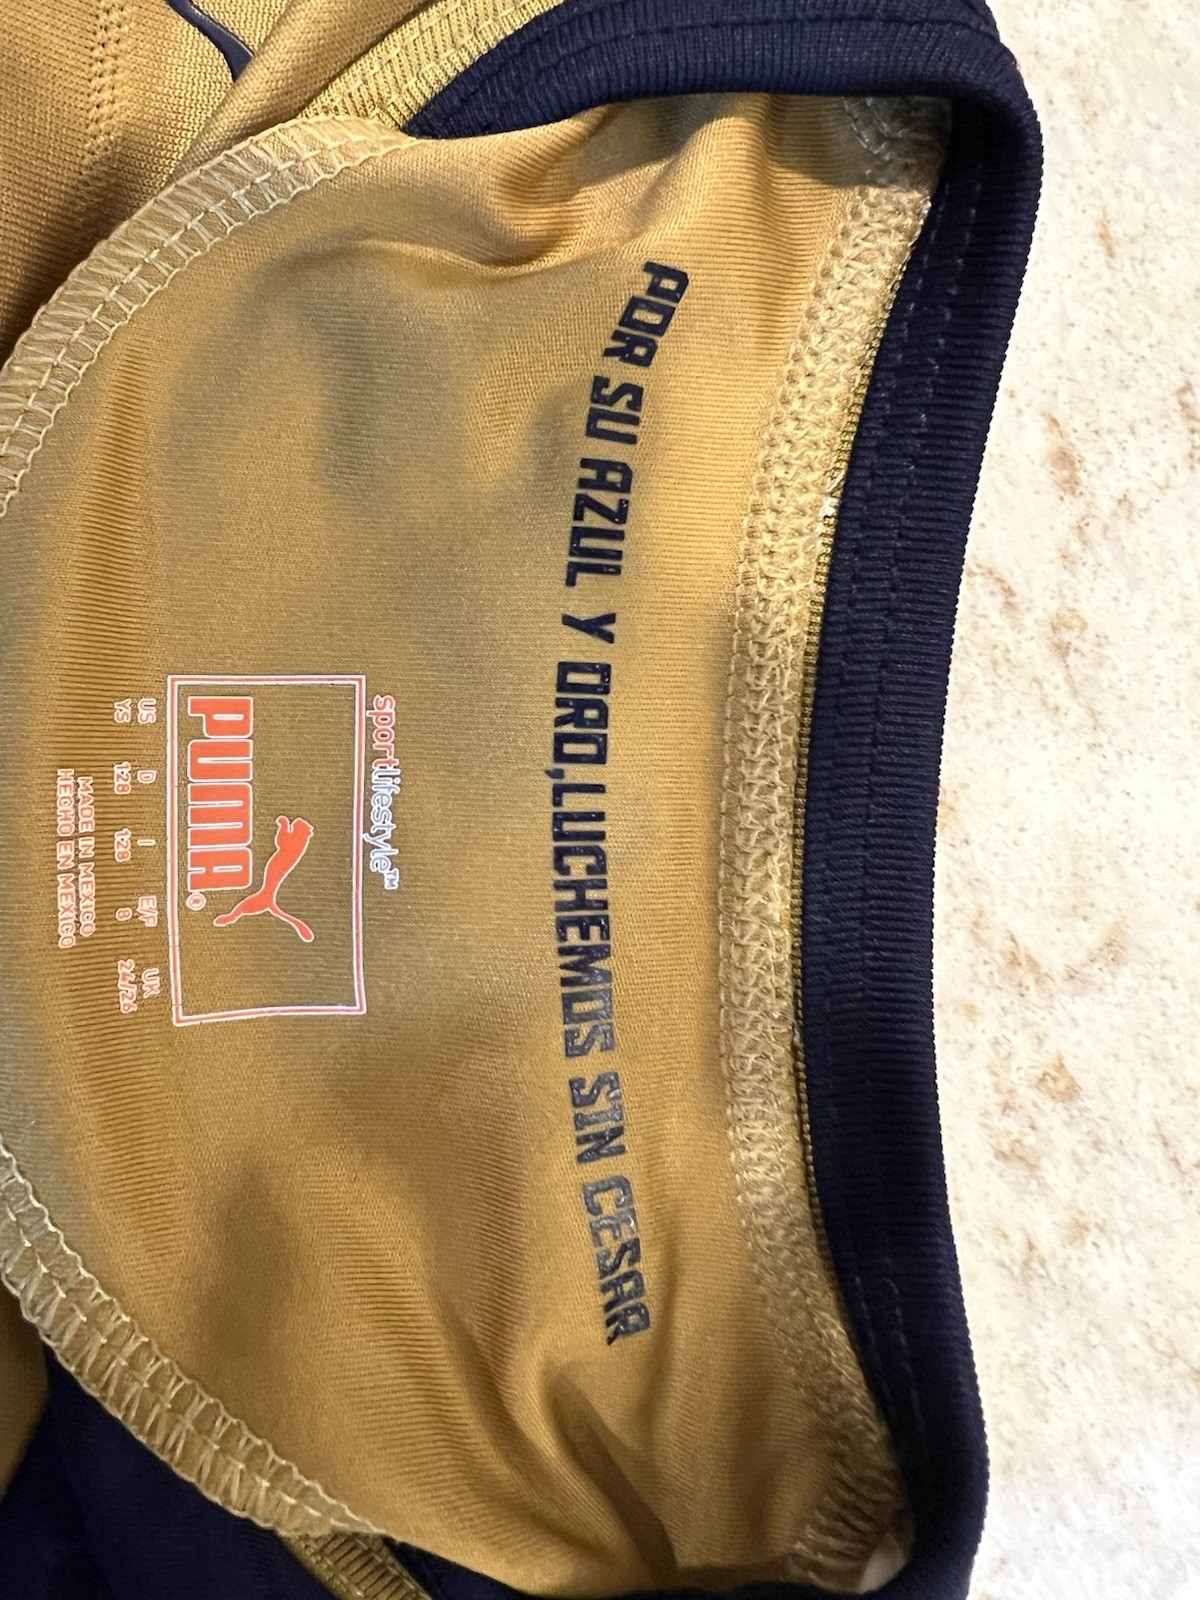 POR SU AZUL Y ORO,LUCHEMOS SIN CESAR
sportlifestyle™
PUMA®
US D I E/F UK
YS 128 128 8 24/26
MADE IN MEXICO
HECHO EN MEXICO